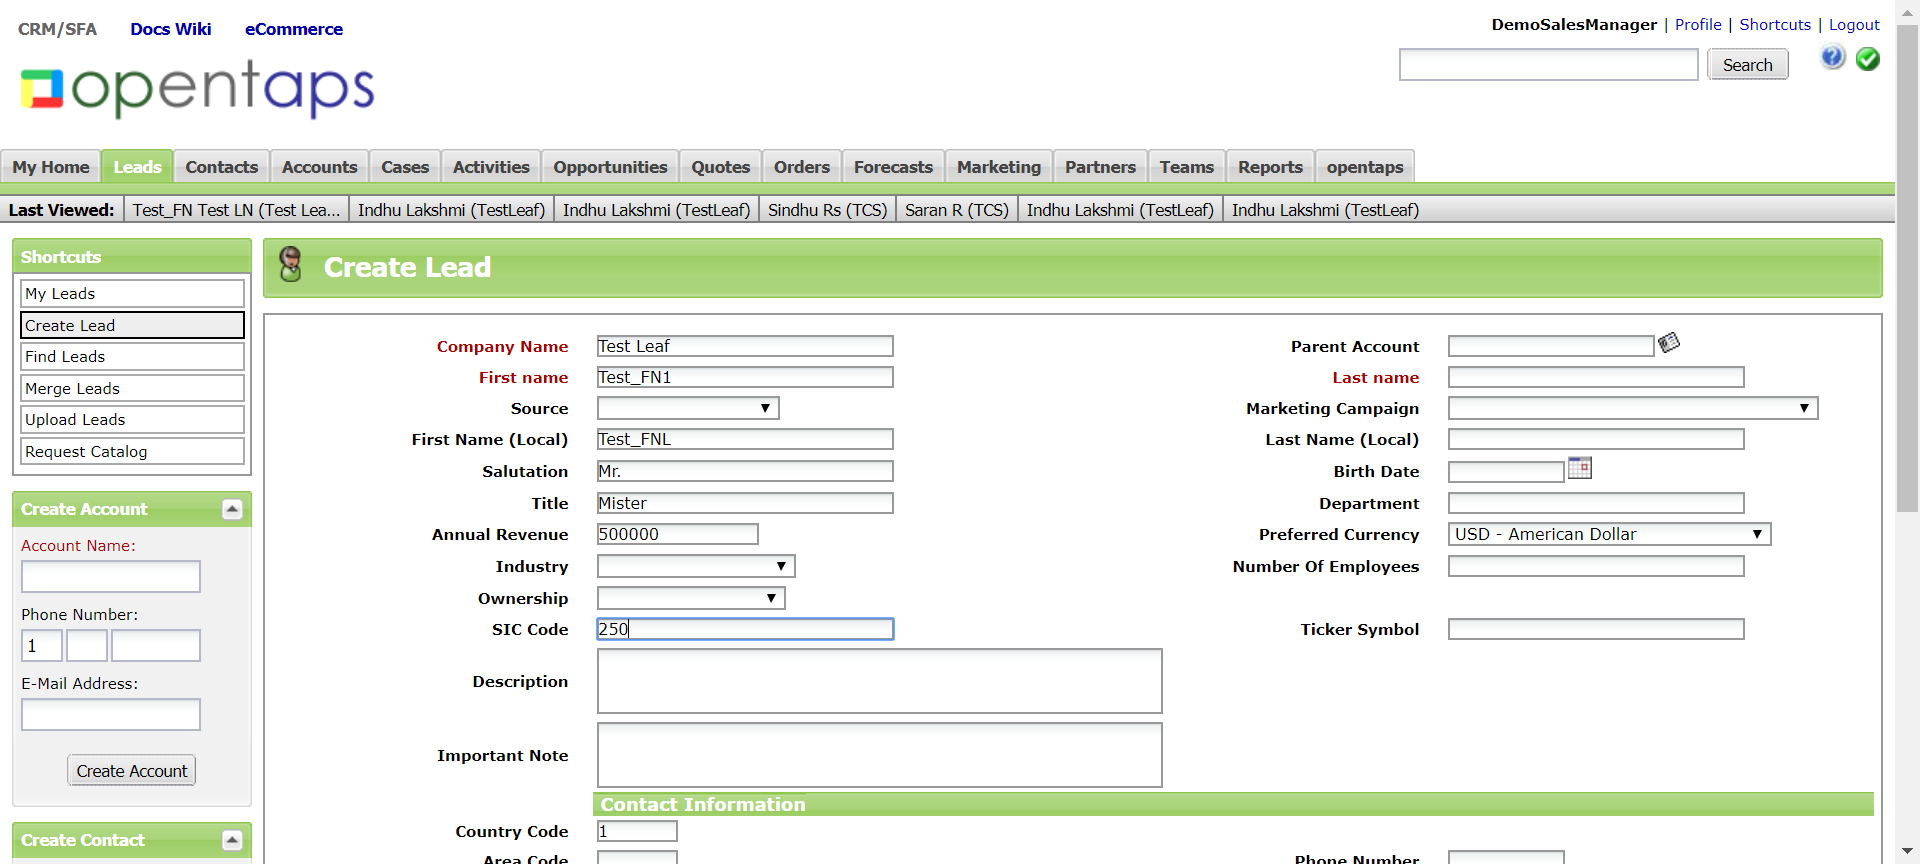 CRM/SFA Docs Wiki eCommerce
DemoSalesManager | Profile | Shortcuts | Logout
opentaps
Search
My Home Leads Contacts Accounts Cases Activities Opportunities Quotes Orders Forecasts Marketing Partners Teams Reports opentaps
Last Viewed: Test_FN Test LN (Test Lea... Indhu Lakshmi (TestLeaf) Indhu Lakshmi (TestLeaf) Sindhu Rs (TCS) Saran R (TCS) Indhu Lakshmi (TestLeaf) Indhu Lakshmi (TestLeaf)
Shortcuts
My Leads
Create Lead
Find Leads
Merge Leads
Upload Leads
Request Catalog
Create Account
Account Name:
Phone Number:
1
E-Mail Address:
Create Account
Create Contact
Create Lead
Company Name Test Leaf Parent Account
First name Test_FN1 Last name
Source Marketing Campaign
First Name (Local) Test_FNL Last Name (Local)
Salutation Mr. Birth Date
Title Mister Department
Annual Revenue 500000 Preferred Currency USD - American Dollar
Industry Number Of Employees
Ownership
SIC Code 250 Ticker Symbol
Description
Important Note
Contact Information
Country Code 1
Area Code Phone Number